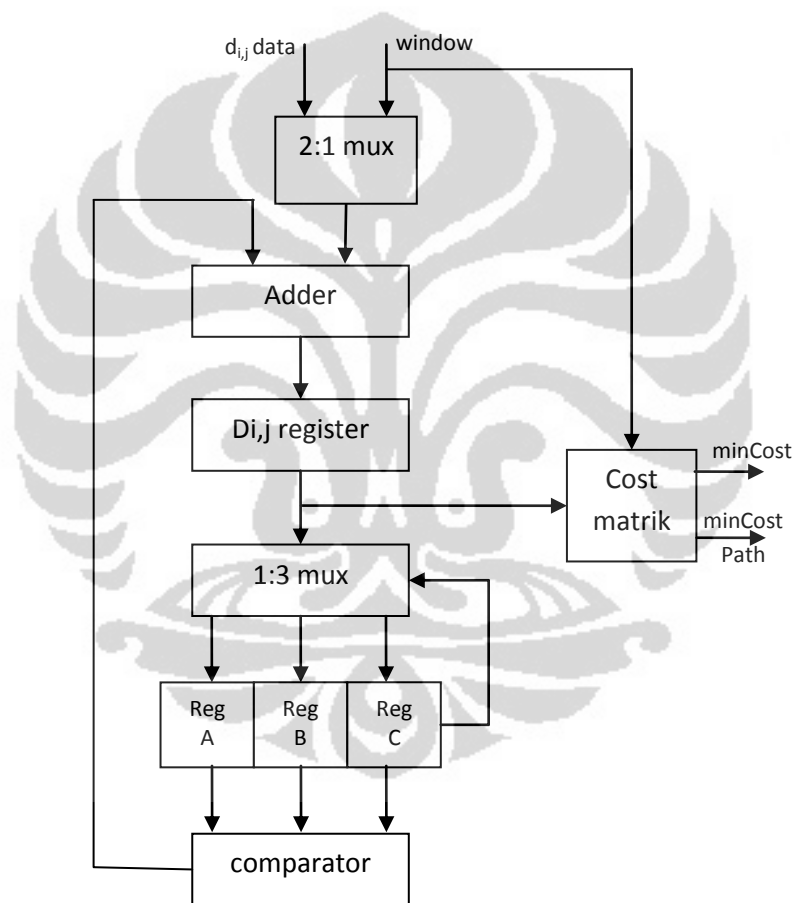 d_{i,j} data
window
2:1 mux
Adder
Di,j register
minCost
Cost
matrik
minCost
Path
1:3 mux
Reg
A
Reg
B
Reg
C
comparator